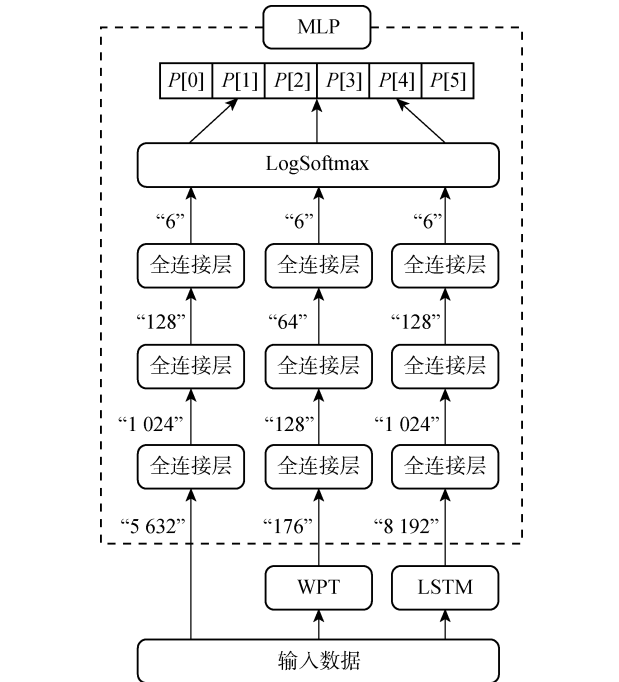 MLP
P[0] P[1] P[2] P[3] P[4] P[5]
LogSoftmax
“6” “6” “6”
全连接层 全连接层 全连接层
“128” “64” “128”
全连接层 全连接层 全连接层
“1 024” “128” “1 024”
全连接层 全连接层 全连接层
“5 632” “176” “8 192”
WPT LSTM
输入数据